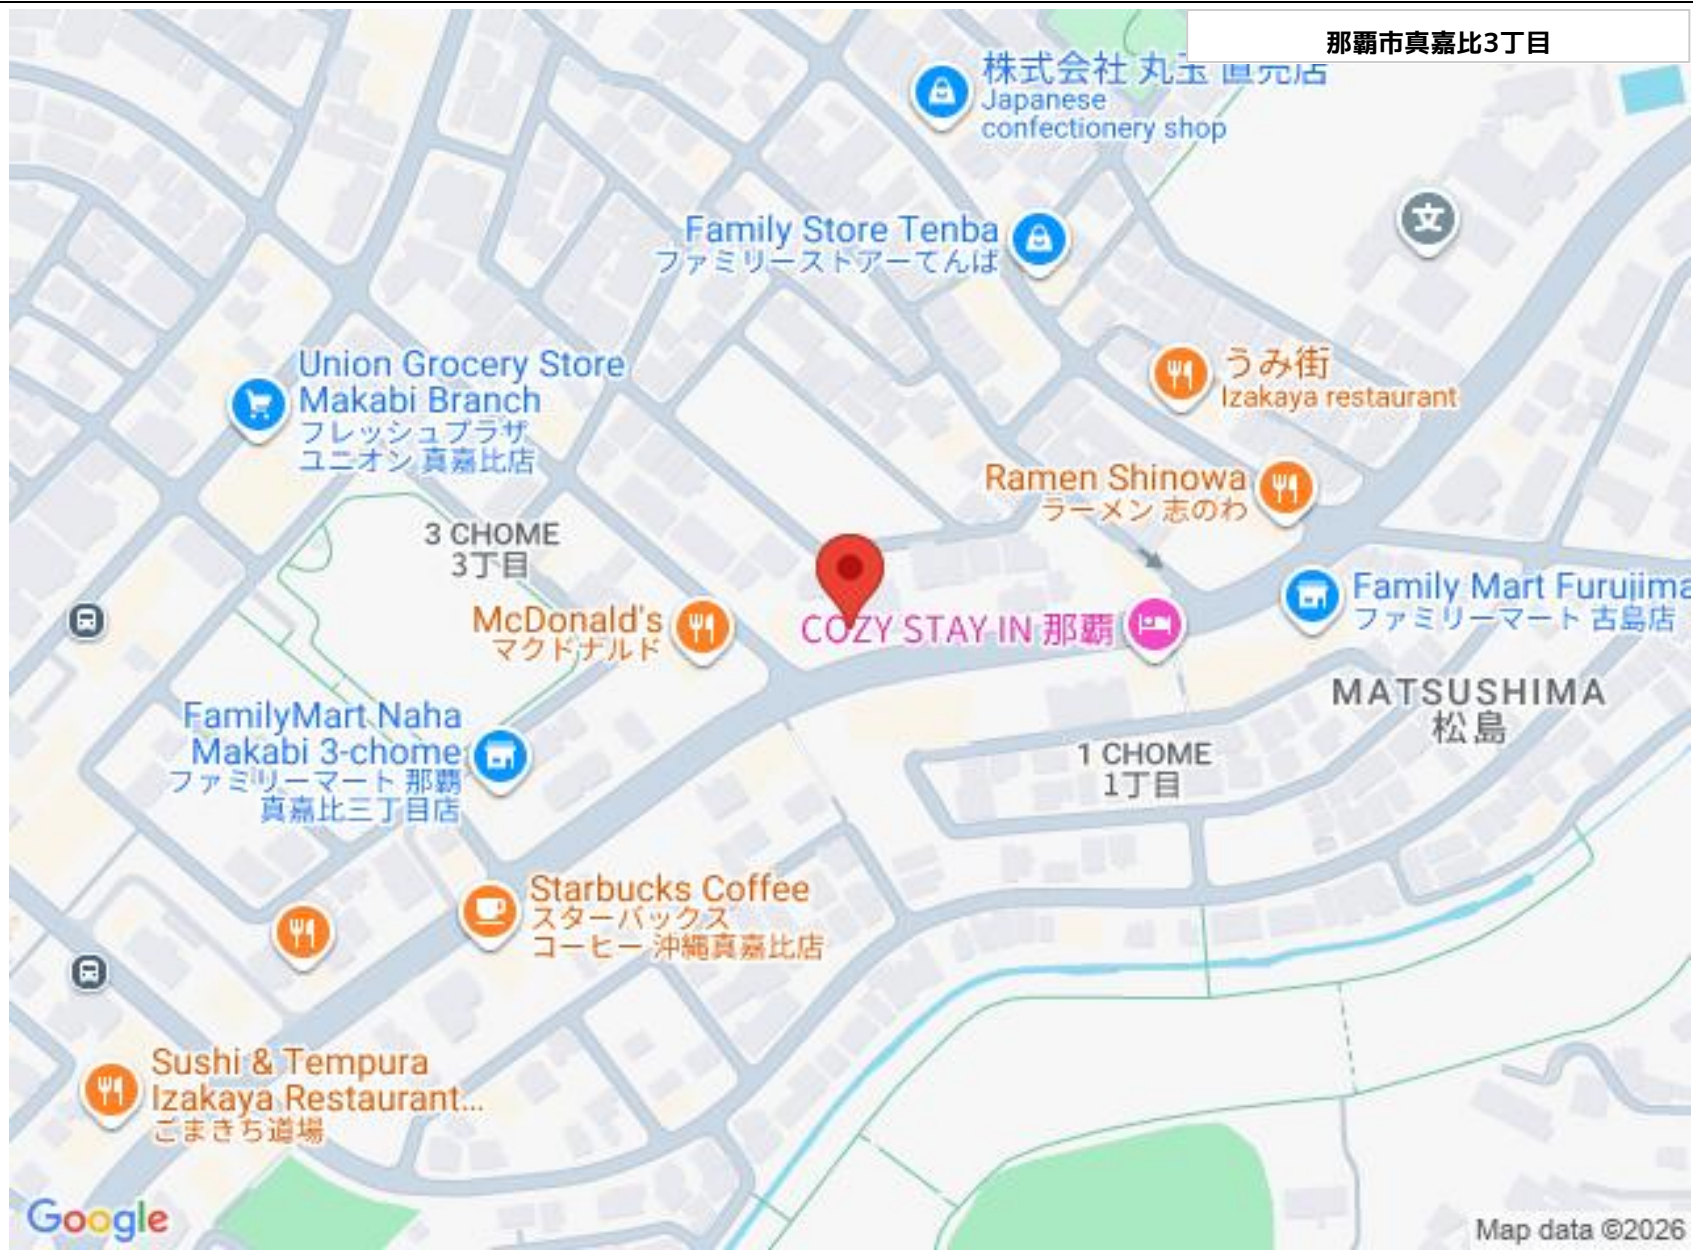 那覇市真嘉比3丁目
株式会社 丸玉 直売店
Japanese
confectionery shop
Family Store Tenba
ファミリーストアーてんば
文
Union Grocery Store
Makabi Branch
フレッシュプラザ
ユニオン 真嘉比店
うみ街
Izakaya restaurant
Ramen Shinowa
ラーメン 志のわ
3 CHOME
3丁目
McDonald's
マクドナルド
COZY STAY IN 那覇
Family Mart Furujima
ファミリーマート 古島店
MATSUSHIMA
松島
FamilyMart Naha
Makabi 3-chome
ファミリーマート 那覇
真嘉比三丁目店
1 CHOME
1丁目
Starbucks Coffee
スターバックス
コーヒー 沖縄真嘉比店
Sushi & Tempura
Izakaya Restaurant...
ごまきち道場
Google
Map data ©2026